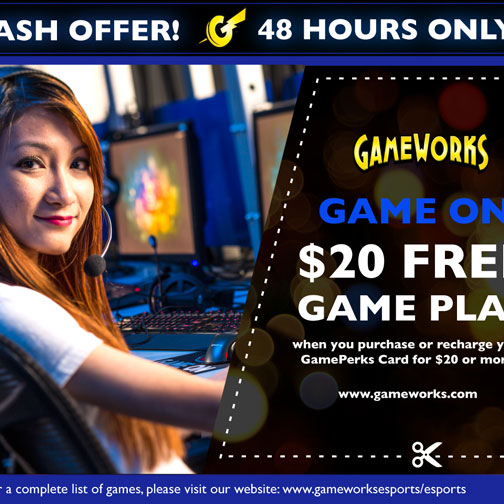 ASH OFFER! 48 HOURS ONLY
GAMEWORKS
GAME ON
$20 FREE
GAME PLA
when you purchase or recharge y
GamePerks Card for $20 or mor
www.gameworks.com
r a complete list of games, please visit our website: www.gameworksesports/esports